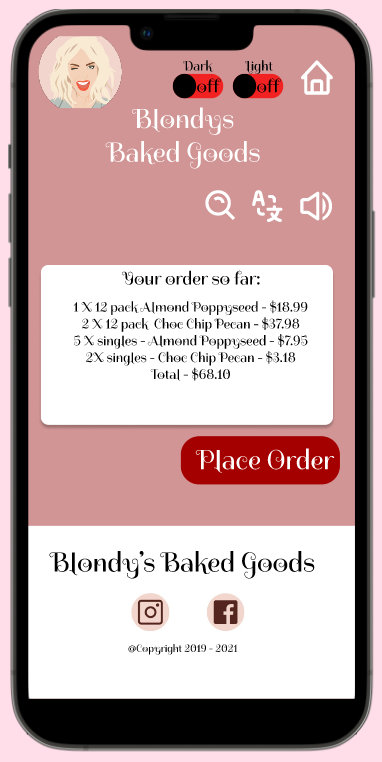 Dark Light
off off
Blondys
Baked Goods
A 文
Your order so far:
1 X 12 pack Almond Poppyseed - $18.99
2 X 12 pack Choc Chip Pecan - $37.98
5 X singles - Almond Poppyseed - $7.95
2X singles - Choc Chip Pecan - $3.18
Total - $68.10
Place Order
Blondy's Baked Goods
@Copyright 2019 - 2021